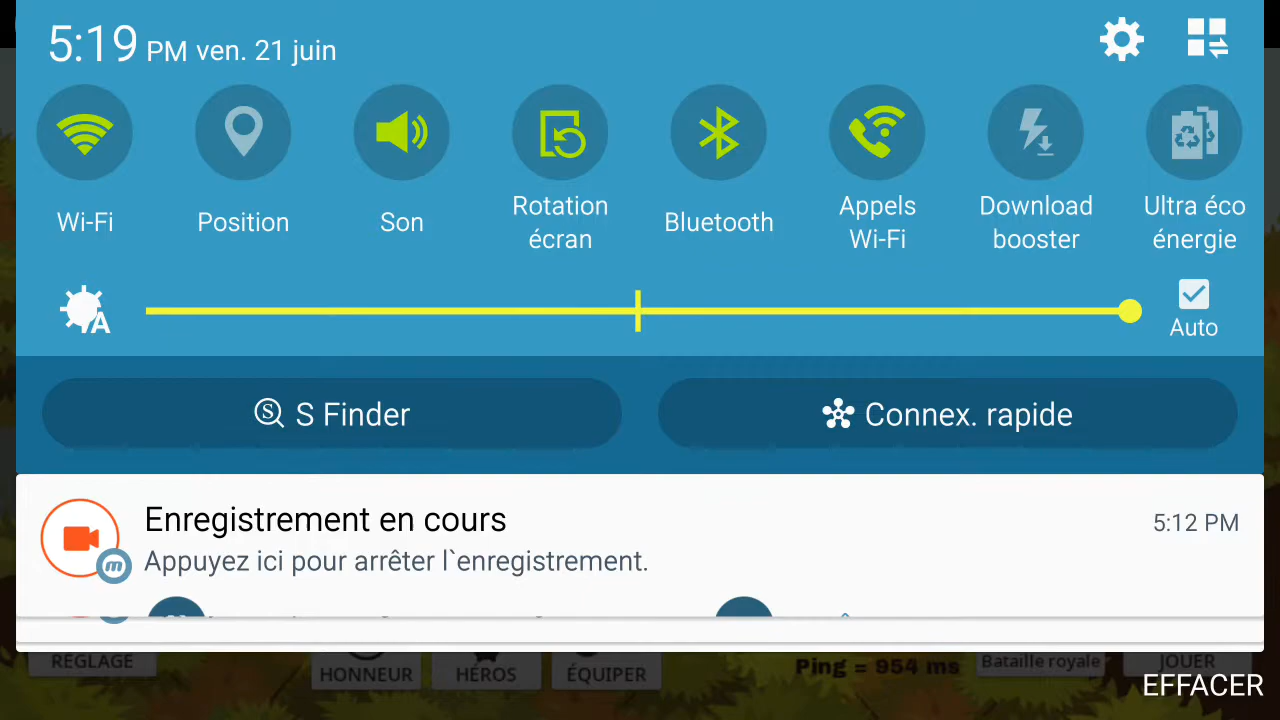 5:19 PM ven. 21 juin
Wi-Fi
Position
Son
Rotation
écran
Bluetooth
Appels
Wi-Fi
Download
booster
Ultra éco
énergie
A
Auto
S Finder
Connex. rapide
Enregistrement en cours
5:12 PM
Appuyez ici pour arrêter l`enregistrement.
m
RÉGLAGE
HONNEUR
HÉROS
ÉQUIPER
Ping = 954 ms
Bataille royale
JOUER
EFFACER